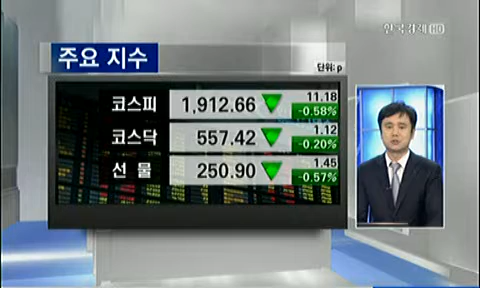 한국경제 HD
주요 지수
단위: p
코스피 1,912.66 ▼ 11.18 -0.58%
코스닥 557.42 ▼ 1.12 -0.20%
선 물 250.90 ▼ 1.45 -0.57%